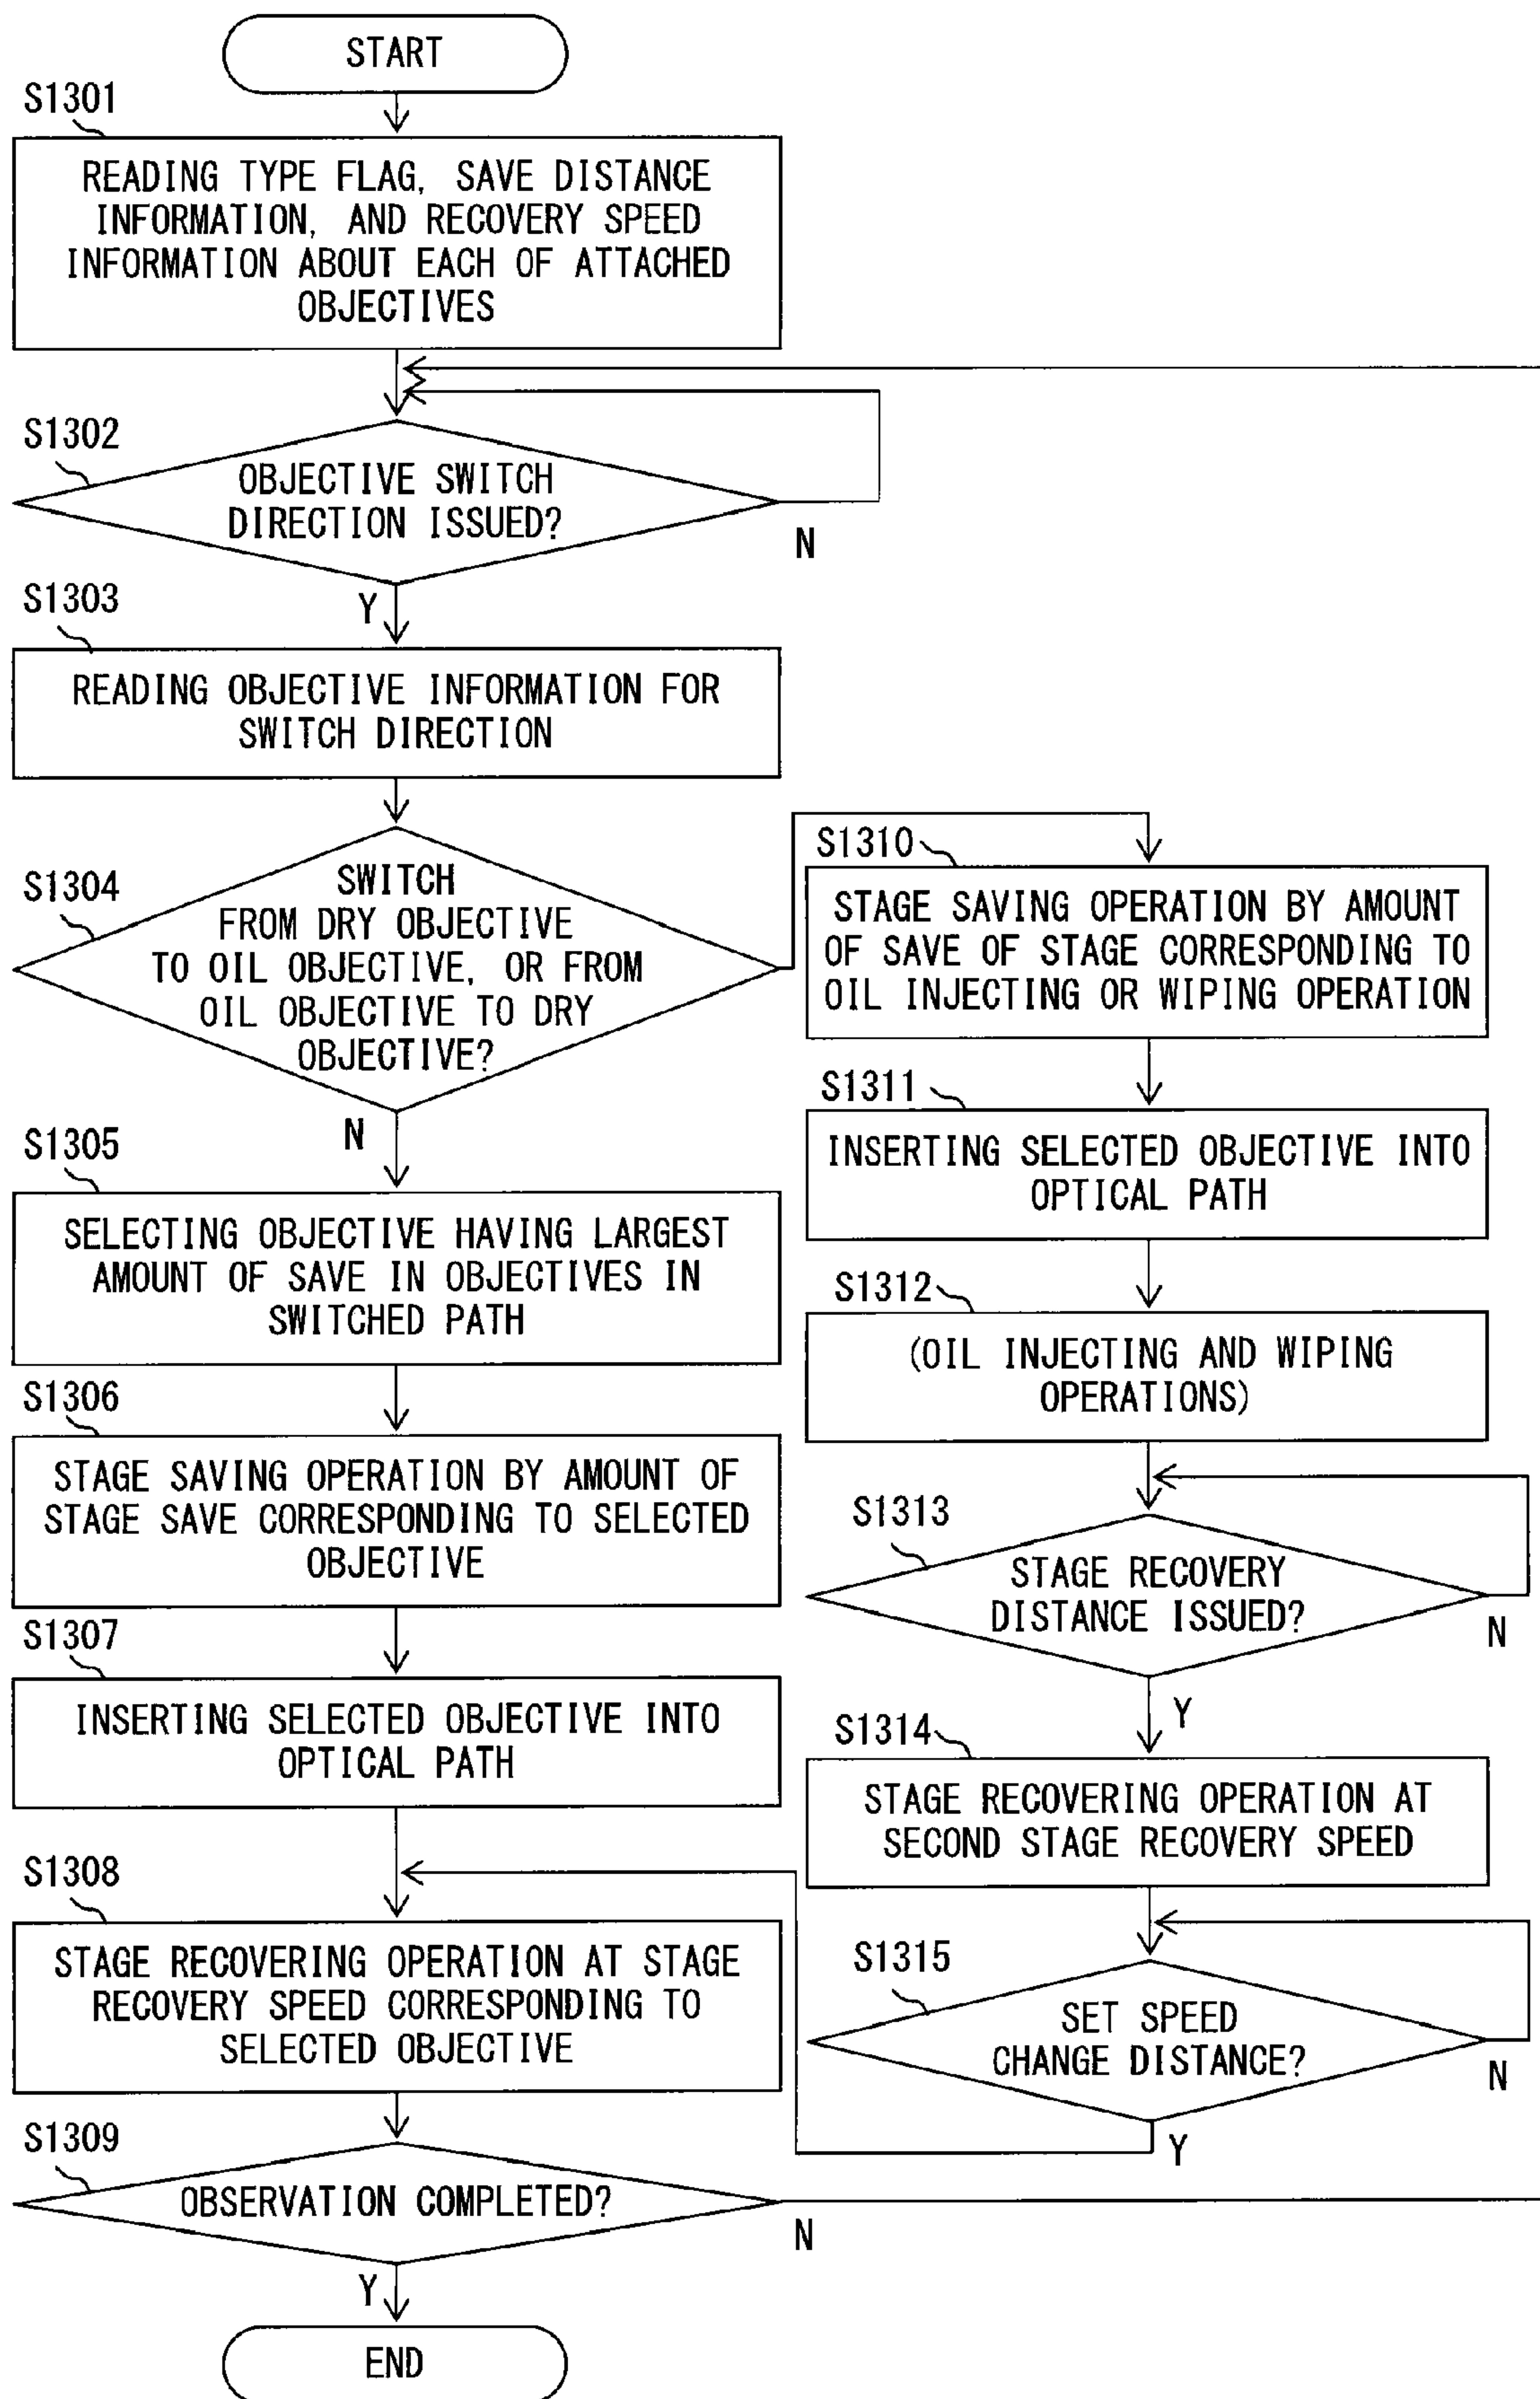 START
S1301
READING TYPE FLAG, SAVE DISTANCE
INFORMATION, AND RECOVERY SPEED
INFORMATION ABOUT EACH OF ATTACHED
OBJECTIVES
S1302
OBJECTIVE SWITCH
DIRECTION ISSUED?
N
Y
S1303
READING OBJECTIVE INFORMATION FOR
SWITCH DIRECTION
S1304
SWITCH
FROM DRY OBJECTIVE
TO OIL OBJECTIVE, OR FROM
OIL OBJECTIVE TO DRY
OBJECTIVE?
N
S1305
SELECTING OBJECTIVE HAVING LARGEST
AMOUNT OF SAVE IN OBJECTIVES IN
SWITCHED PATH
S1306
STAGE SAVING OPERATION BY AMOUNT OF
STAGE SAVE CORRESPONDING TO SELECTED
OBJECTIVE
S1307
INSERTING SELECTED OBJECTIVE INTO
OPTICAL PATH
S1308
STAGE RECOVERING OPERATION AT STAGE
RECOVERY SPEED CORRESPONDING TO
SELECTED OBJECTIVE
S1309
OBSERVATION COMPLETED?
N
Y
END
S1310
STAGE SAVING OPERATION BY AMOUNT
OF SAVE OF STAGE CORRESPONDING TO
OIL INJECTING OR WIPING OPERATION
S1311
INSERTING SELECTED OBJECTIVE INTO
OPTICAL PATH
S1312
(OIL INJECTING AND WIPING
OPERATIONS)
S1313
STAGE RECOVERY
DISTANCE ISSUED?
N
Y
S1314
STAGE RECOVERING OPERATION AT
SECOND STAGE RECOVERY SPEED
S1315
SET SPEED
CHANGE DISTANCE?
N
Y